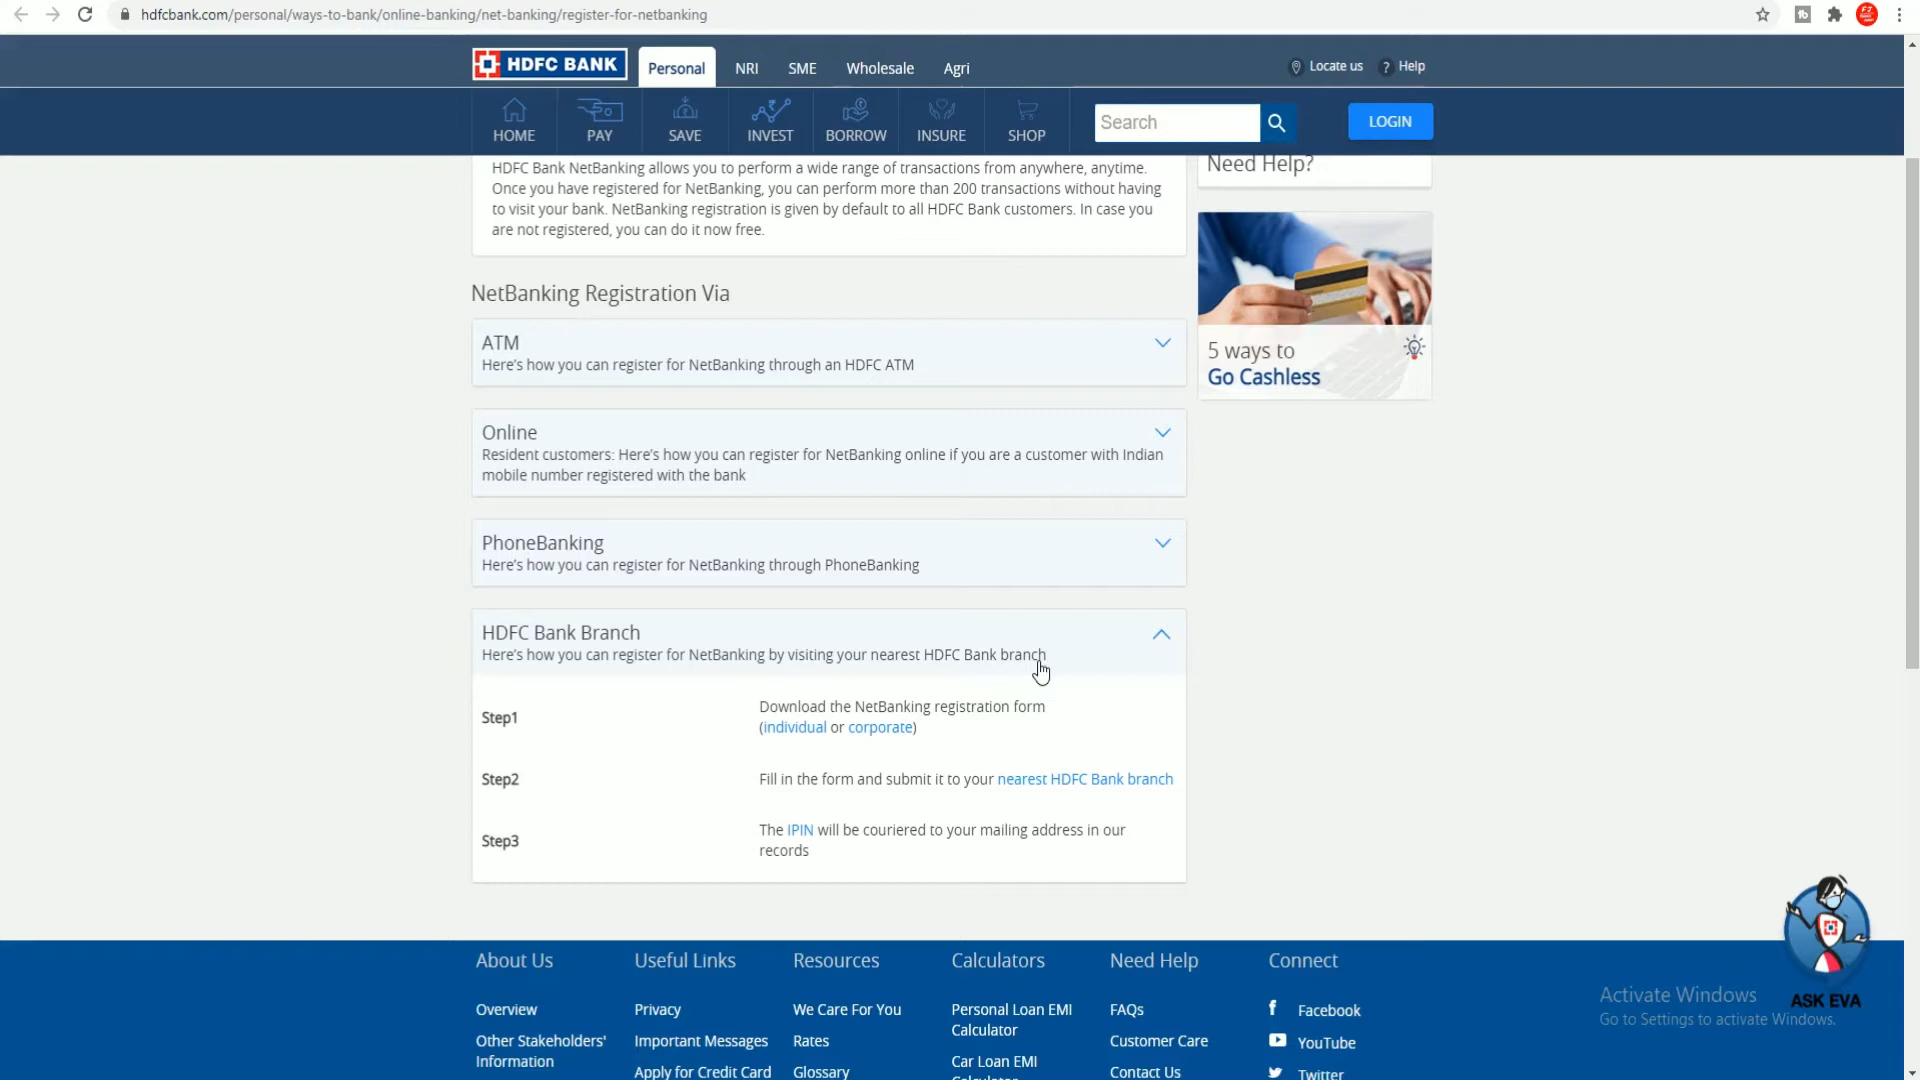 hdfcbank.com/personal/ways-to-bank/online-banking/net-banking/register-for-netbanking
HDFC BANK
Personal
NRI
SME
Wholesale
Agri
Locate us
? Help
HOME
PAY
SAVE
INVEST
BORROW
INSURE
SHOP
Search
LOGIN
HDFC Bank NetBanking allows you to perform a wide range of transactions from anywhere, anytime.
Once you have registered for NetBanking, you can perform more than 200 transactions without having
to visit your bank. NetBanking registration is given by default to all HDFC Bank customers. In case you
are not registered, you can do it now free.
Need Help?
5 ways to
Go Cashless
NetBanking Registration Via
ATM
Here's how you can register for NetBanking through an HDFC ATM
Online
Resident customers: Here's how you can register for NetBanking online if you are a customer with Indian
mobile number registered with the bank
PhoneBanking
Here's how you can register for NetBanking through PhoneBanking
HDFC Bank Branch
Here's how you can register for NetBanking by visiting your nearest HDFC Bank branch
Step1
Download the NetBanking registration form
(individual or corporate)
Step2
Fill in the form and submit it to your nearest HDFC Bank branch
Step3
The IPIN will be couriered to your mailing address in our
records
About Us
Overview
Other Stakeholders'
Information
Useful Links
Privacy
Important Messages
Apply for Credit Card
Resources
We Care For You
Rates
Glossary
Calculators
Personal Loan EMI
Calculator
Car Loan EMI
Calculator
Need Help
FAQs
Customer Care
Contact Us
Connect
Facebook
YouTube
Twitter
ASK EVA
Activate Windows
Go to Settings to activate Windows.